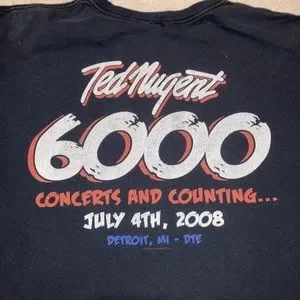 Ted Nugent
6000
CONCERTS AND COUNTING...
JULY 4TH, 2008
DETROIT, MI - DTE